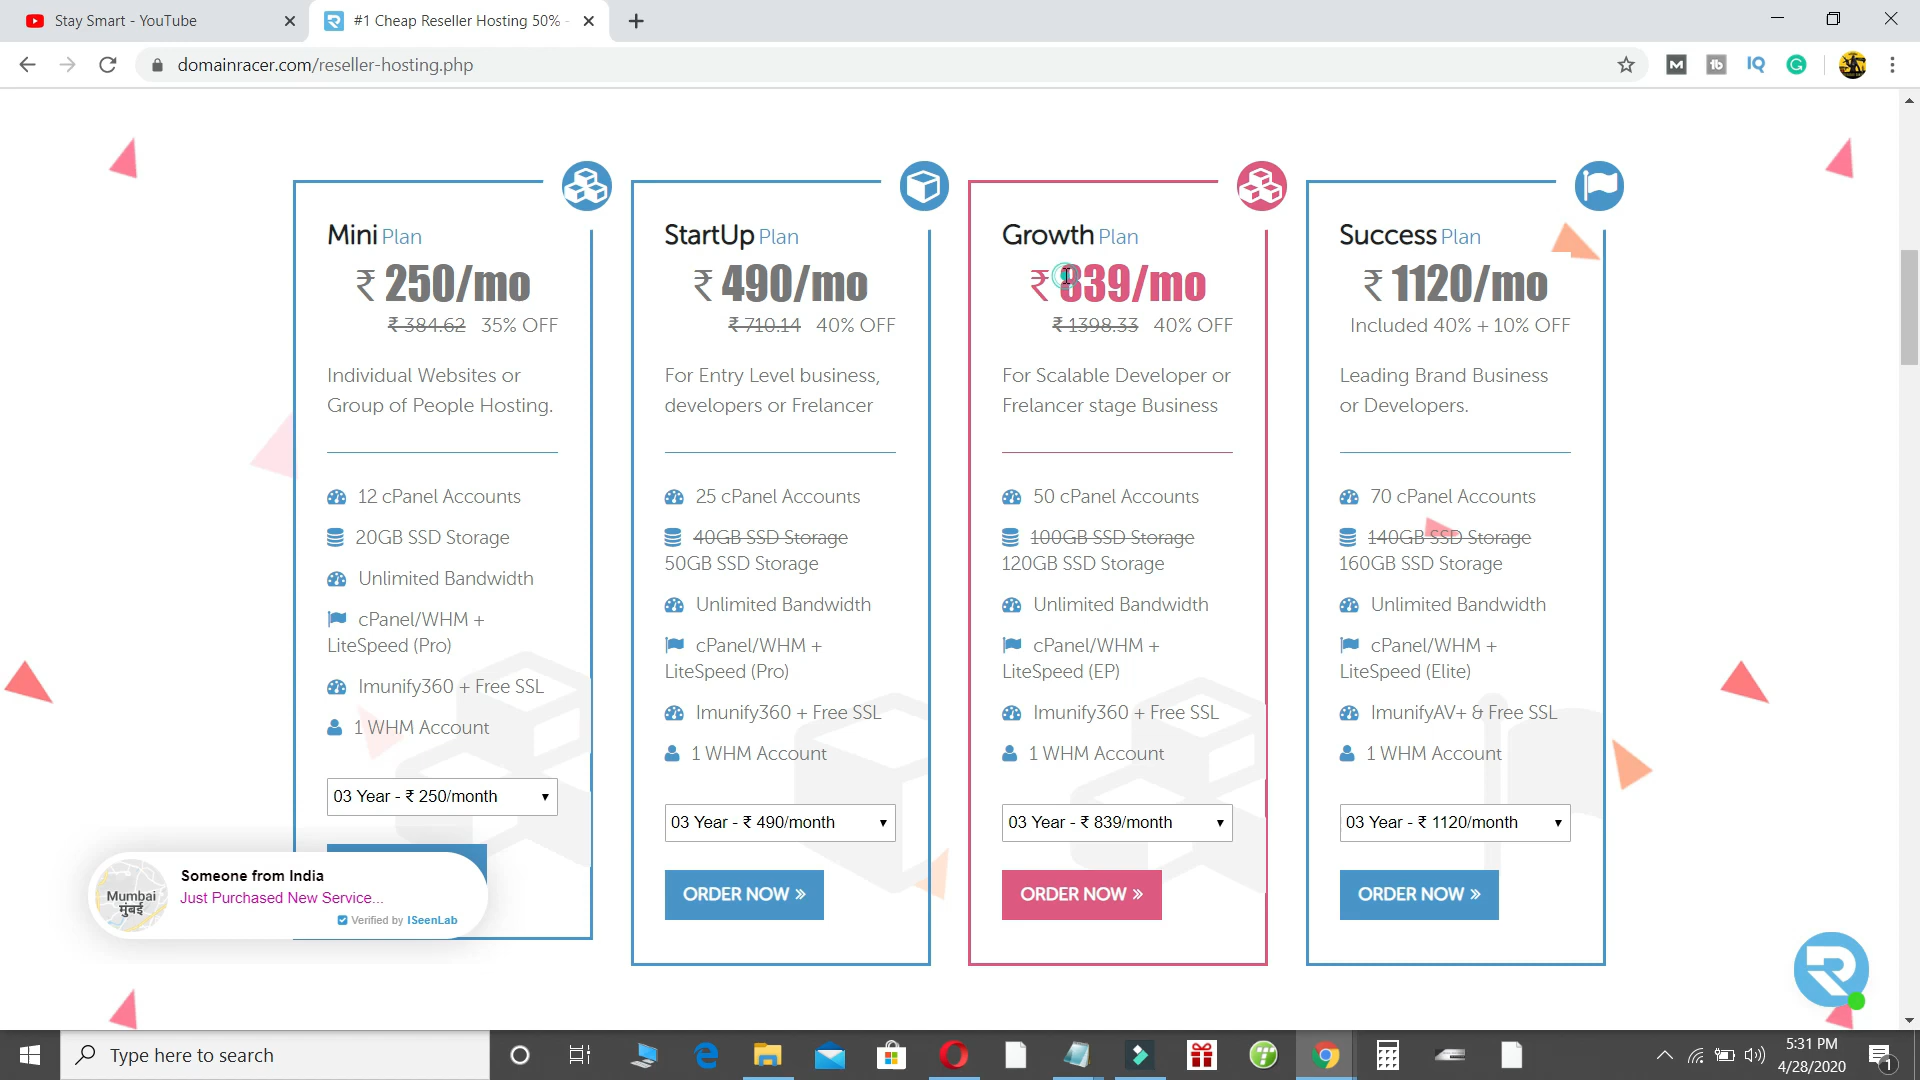 Stay Smart - YouTube
#1 Cheap Reseller Hosting 50% -
domainracer.com/reseller-hosting.php
Mini Plan
₹ 250/mo
₹ 384.62 35% OFF
Individual Websites or
Group of People Hosting.
12 cPanel Accounts
20GB SSD Storage
Unlimited Bandwidth
cPanel/WHM +
LiteSpeed (Pro)
Imunify360 + Free SSL
1 WHM Account
03 Year - ₹ 250/month
StartUp Plan
₹ 490/mo
₹ 710.14 40% OFF
For Entry Level business,
developers or Frelancer
25 cPanel Accounts
40GB SSD Storage
50GB SSD Storage
Unlimited Bandwidth
cPanel/WHM +
LiteSpeed (Pro)
Imunify360 + Free SSL
1 WHM Account
03 Year - ₹ 490/month
ORDER NOW »
Growth Plan
₹ 839/mo
₹ 1398.33 40% OFF
For Scalable Developer or
Frelancer stage Business
50 cPanel Accounts
100GB SSD Storage
120GB SSD Storage
Unlimited Bandwidth
cPanel/WHM +
LiteSpeed (EP)
Imunify360 + Free SSL
1 WHM Account
03 Year - ₹ 839/month
ORDER NOW »
Success Plan
₹ 1120/mo
Included 40% + 10% OFF
Leading Brand Business
or Developers.
70 cPanel Accounts
140GB SSD Storage
160GB SSD Storage
Unlimited Bandwidth
cPanel/WHM +
LiteSpeed (Elite)
ImunifyAV+ & Free SSL
1 WHM Account
03 Year - ₹ 1120/month
ORDER NOW »
Mumbai
मुंबई
Someone from India
Just Purchased New Service...
Verified by ISeenLab
Type here to search
5:31 PM
4/28/2020
1